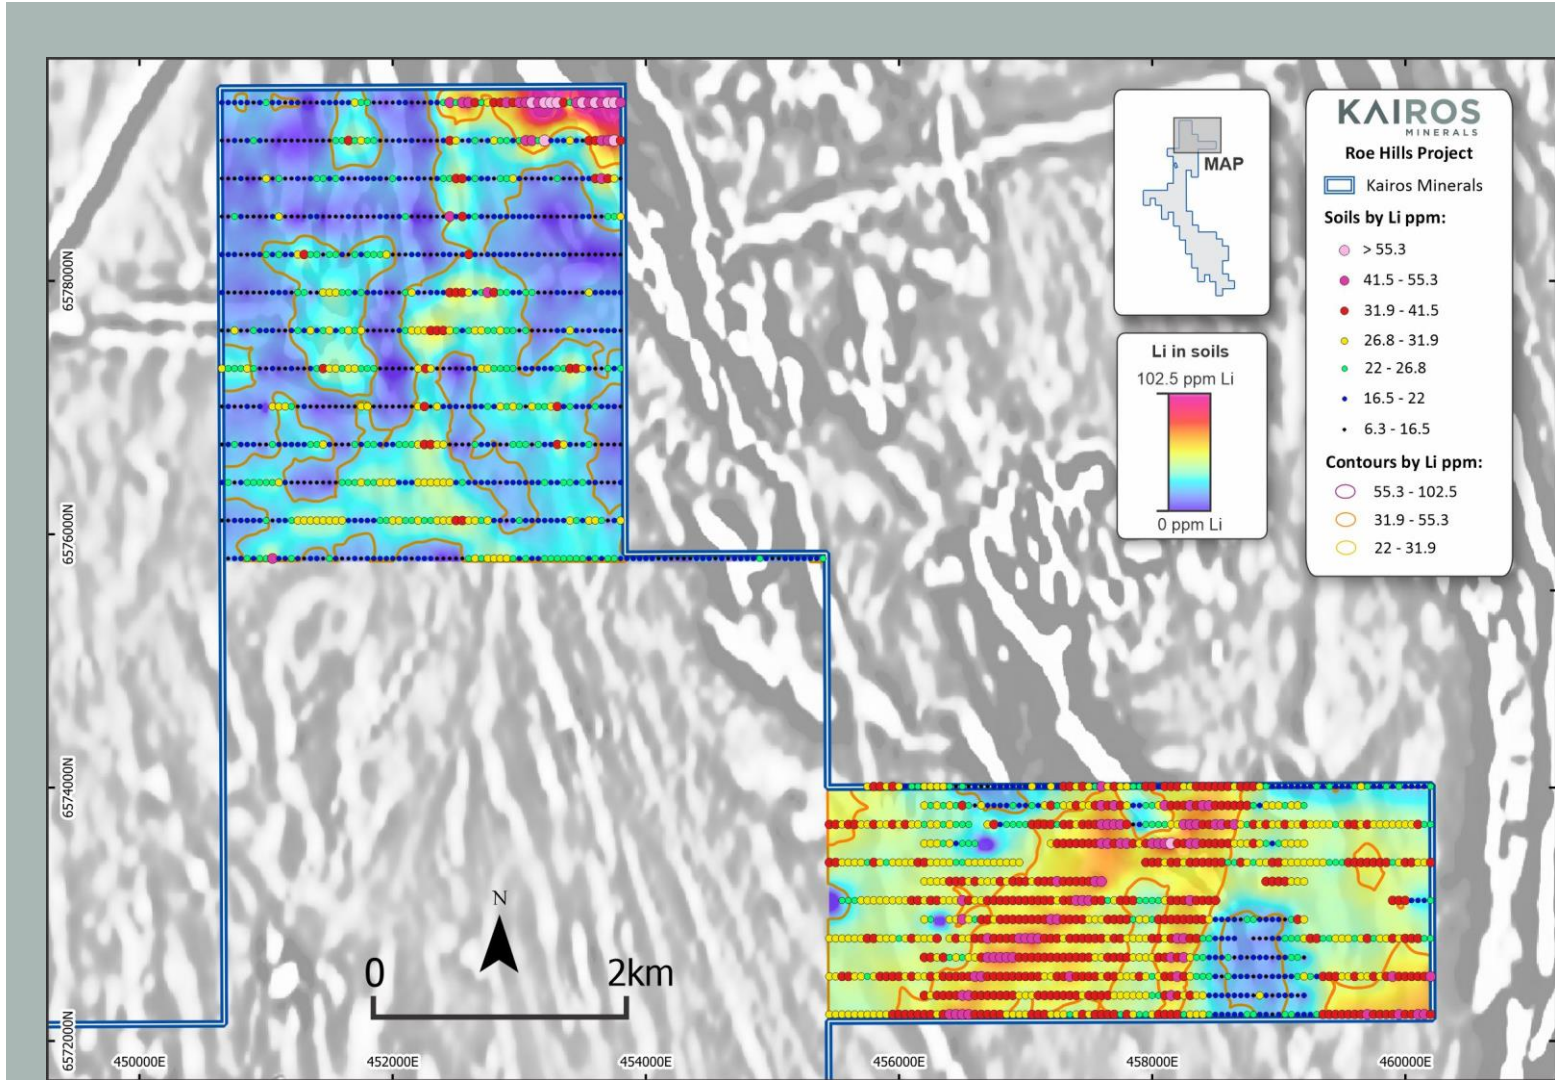 KAIROS
MINERALS
Roe Hills Project
Kairos Minerals
Soils by Li ppm:
> 55.3
41.5 - 55.3
31.9 - 41.5
26.8 - 31.9
22 - 26.8
16.5 - 22
6.3 - 16.5
Contours by Li ppm:
55.3 - 102.5
31.9 - 55.3
22 - 31.9
MAP
Li in soils
102.5 ppm Li
0 ppm Li
6578000N
6576000N
6574000N
6572000N
N
0 2km
450000E 452000E 454000E 456000E 458000E 460000E